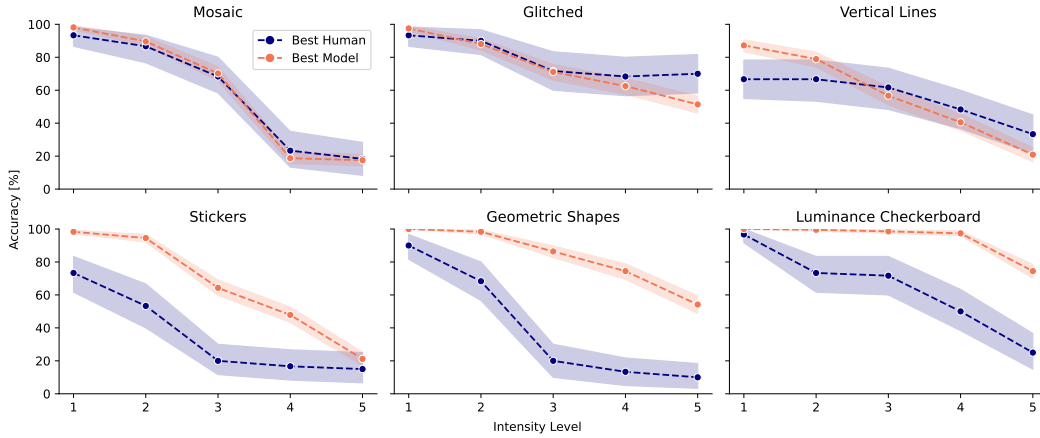 Mosaic
Glitched
Vertical Lines
100
80
60
40
20
0
Best Human
Best Model
Accuracy [%]
Stickers
Geometric Shapes
Luminance Checkerboard
100
80
60
40
20
0
1 2 3 4 5
1 2 3 4 5
1 2 3 4 5
Intensity Level